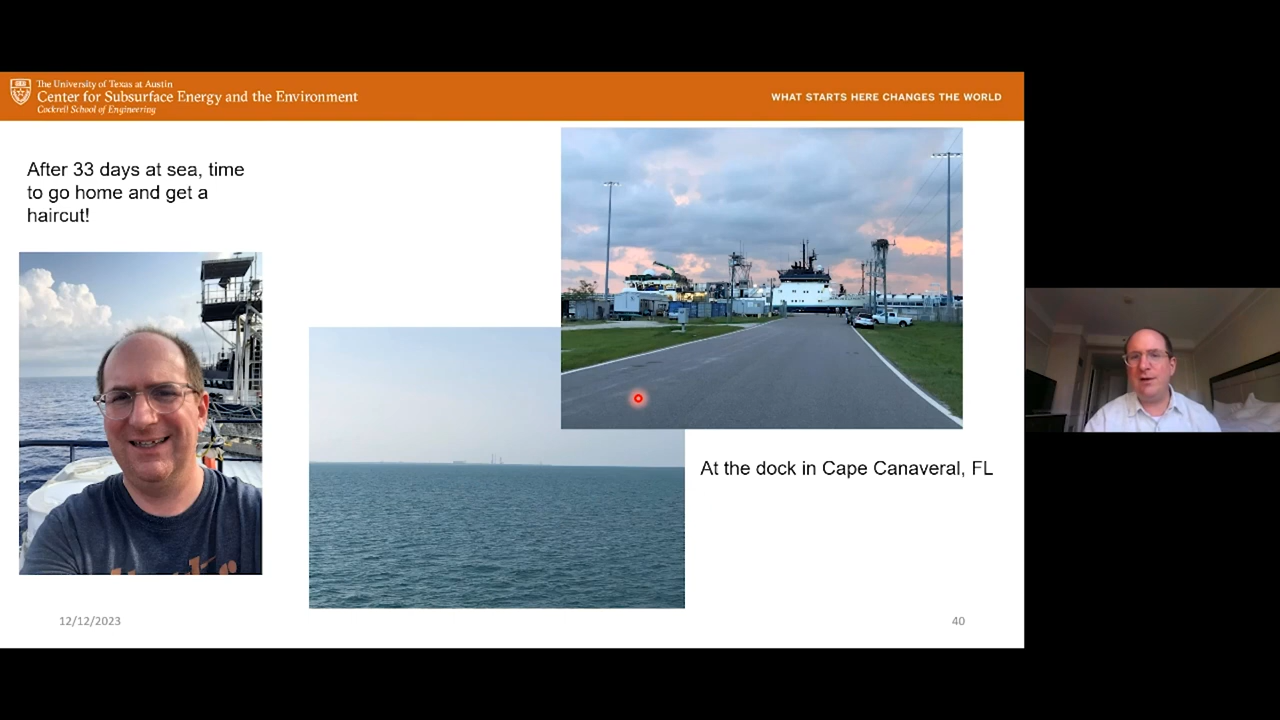 The University of Texas at Austin
Center for Subsurface Energy and the Environment
Cockrell School of Engineering
WHAT STARTS HERE CHANGES THE WORLD
After 33 days at sea, time
to go home and get a
haircut!
At the dock in Cape Canaveral, FL
12/12/2023
40